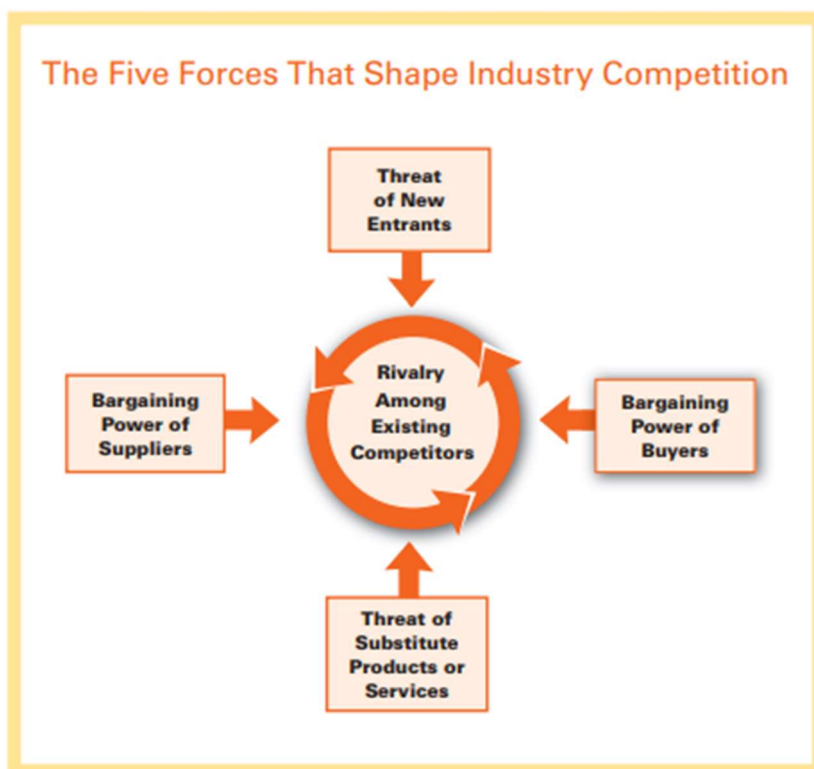 The Five Forces That Shape Industry Competition
Threat
of New
Entrants
Bargaining
Power of
Suppliers
Rivalry
Among
Existing
Competitors
Bargaining
Power of
Buyers
Threat of
Substitute
Products or
Services